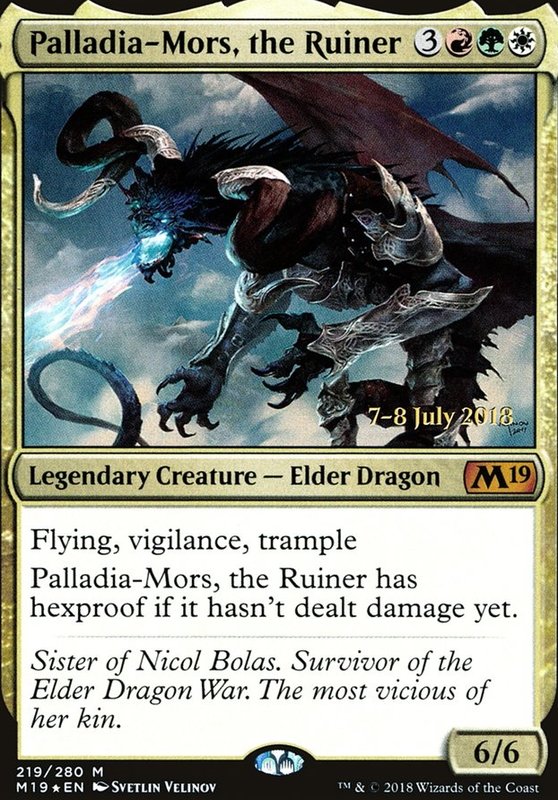 Palladia-Mors, the Ruiner 3
7–8 July 2018
Legendary Creature — Elder Dragon M19
Flying, vigilance, trample
Palladia-Mors, the Ruiner has
hexproof if it hasn't dealt damage yet.
Sister of Nicol Bolas. Survivor of the
Elder Dragon War. The most vicious of
her kin.
6/6
219/280 M
M19★EN Svetlin Velinov
™ & © 2018 Wizards of the Coast